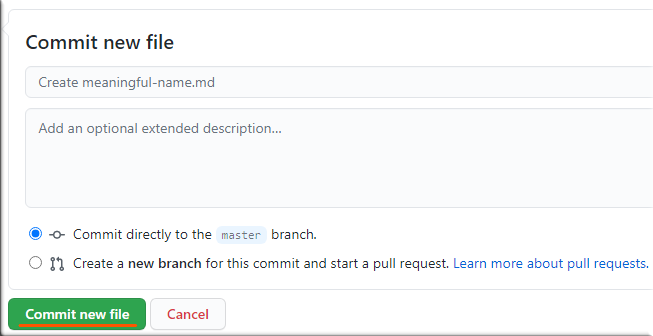 Commit new file
Create meaningful-name.md
Add an optional extended description...
Commit directly to the master branch.
Create a new branch for this commit and start a pull request. Learn more about pull requests.
Commit new file
Cancel